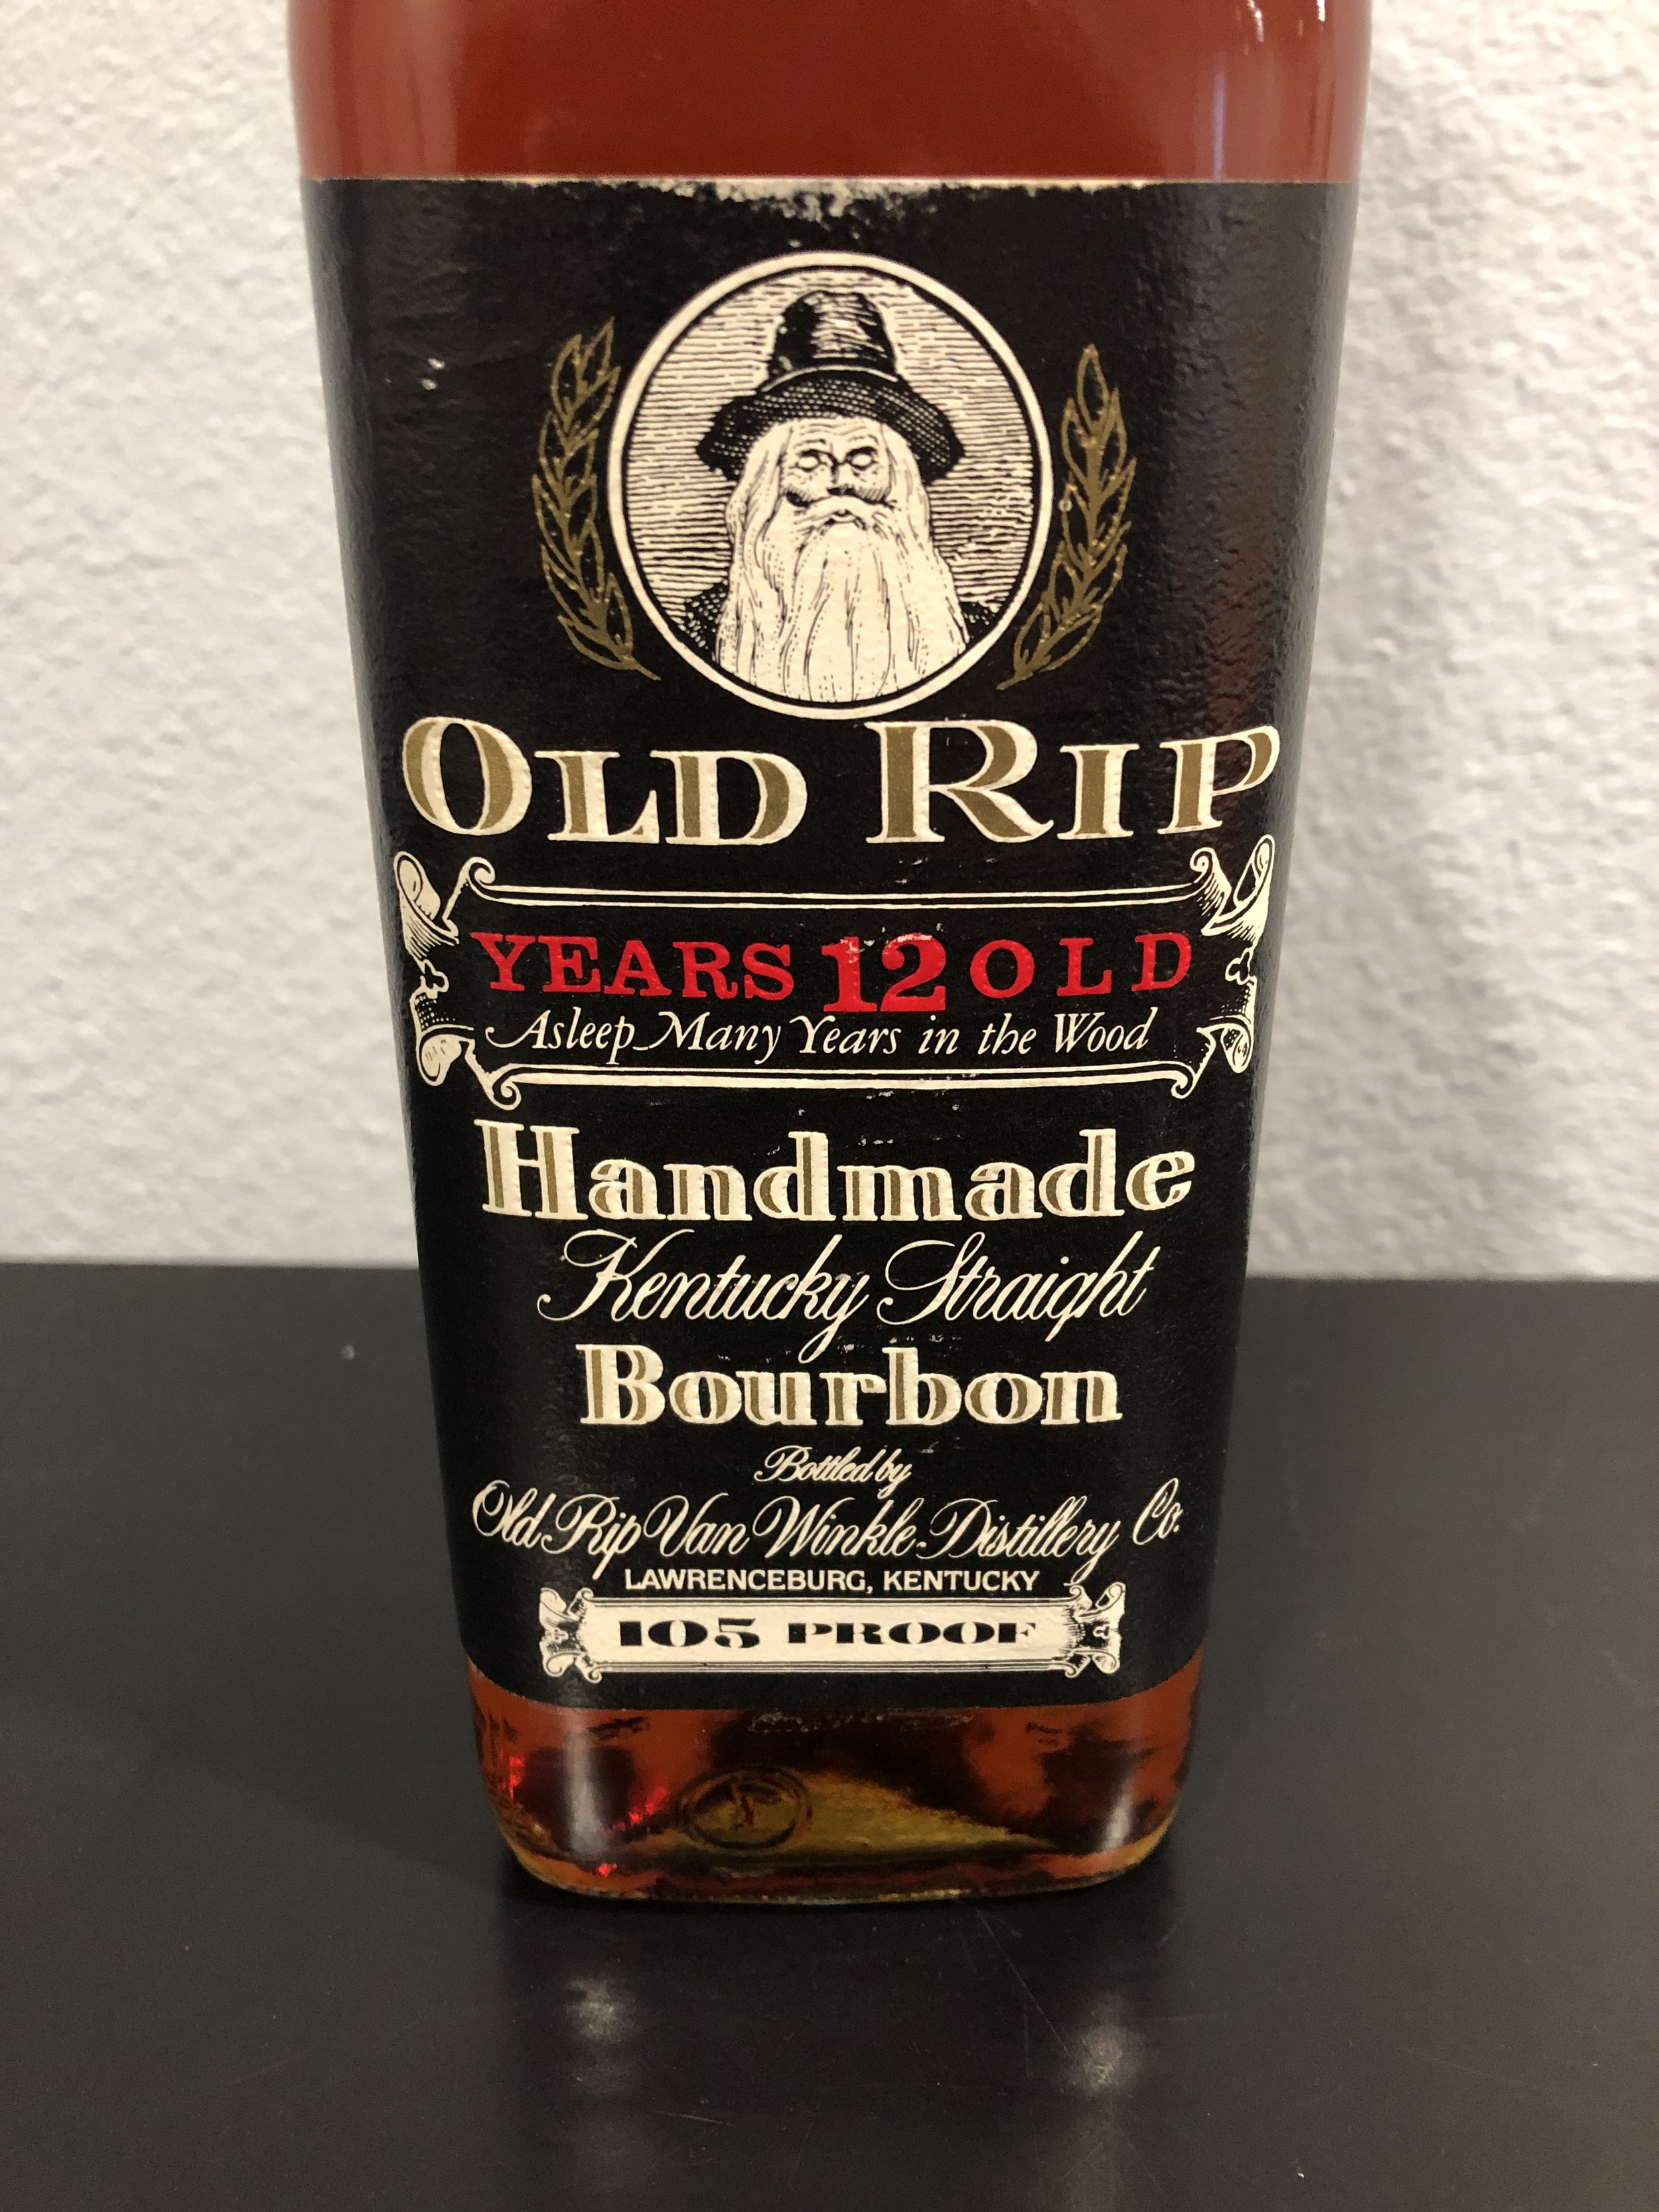 OLD RIP
YEARS 12 OLD
Asleep Many Years in the Wood
Handmade
Kentucky Straight
Bourbon
Bottled by
Old Rip Van Winkle Distillery Co.
LAWRENCEBURG, KENTUCKY
105 PROOF